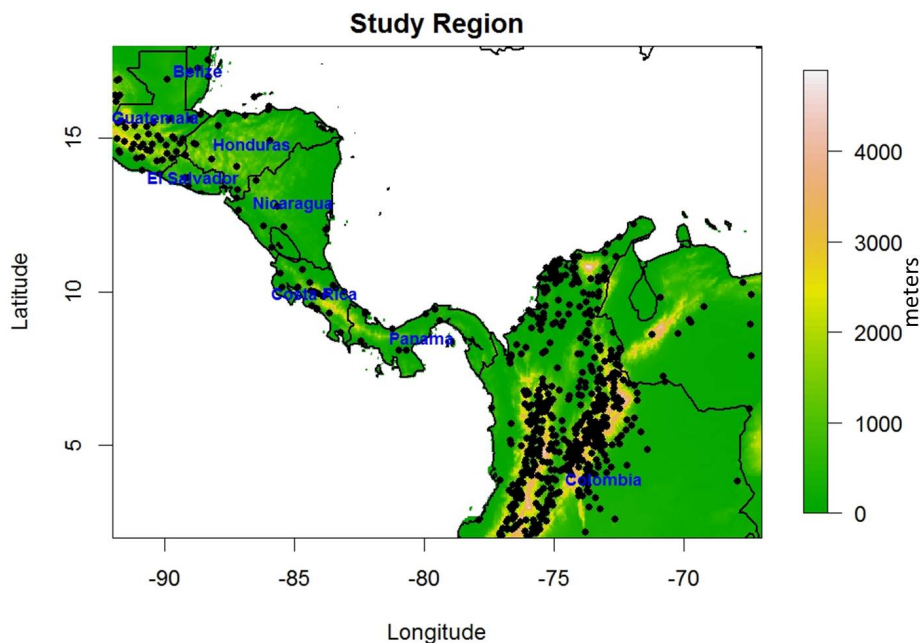 Study Region
Belize
Guatemala
Honduras
El Salvador
Nicaragua
Costa Rica
Panama
Colombia
Latitude
15
10
5
-90
-85
-80
-75
-70
Longitude
4000
3000
2000
1000
0
meters